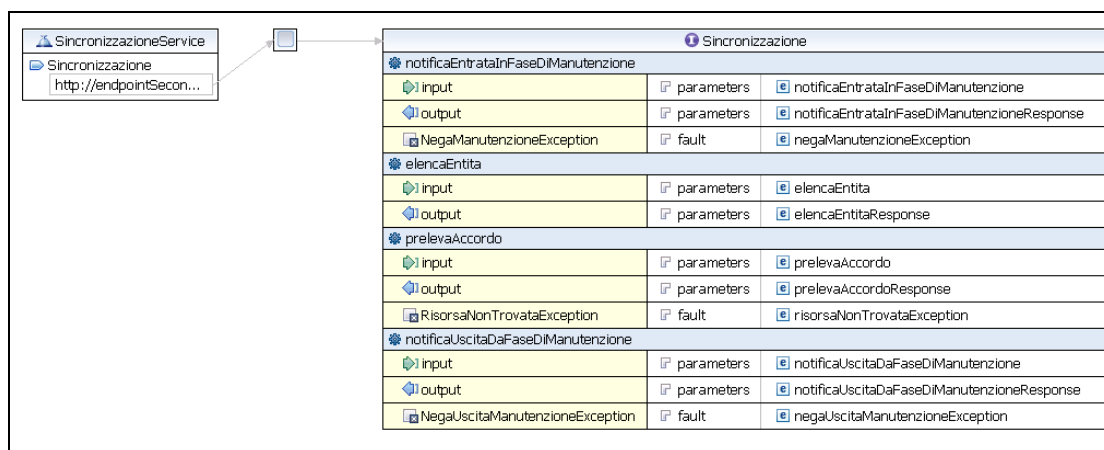 SincronizzazioneService
Sincronizzazione
http://endpointSecon...
Sincronizzazione
notificaEntrataInFaseDiManutenzione
input parameters notificaEntrataInFaseDiManutenzione
output parameters notificaEntrataInFaseDiManutenzioneResponse
NegaManutenzioneException fault negaManutenzioneException
elencaEntita
input parameters elencaEntita
output parameters elencaEntitaResponse
prelevaAccordo
input parameters prelevaAccordo
output parameters prelevaAccordoResponse
RisorsaNonTrovataException fault risorsaNonTrovataException
notificaUscitaDaFaseDiManutenzione
input parameters notificaUscitaDaFaseDiManutenzione
output parameters notificaUscitaDaFaseDiManutenzioneResponse
NegaUscitaManutenzioneException fault negaUscitaManutenzioneException